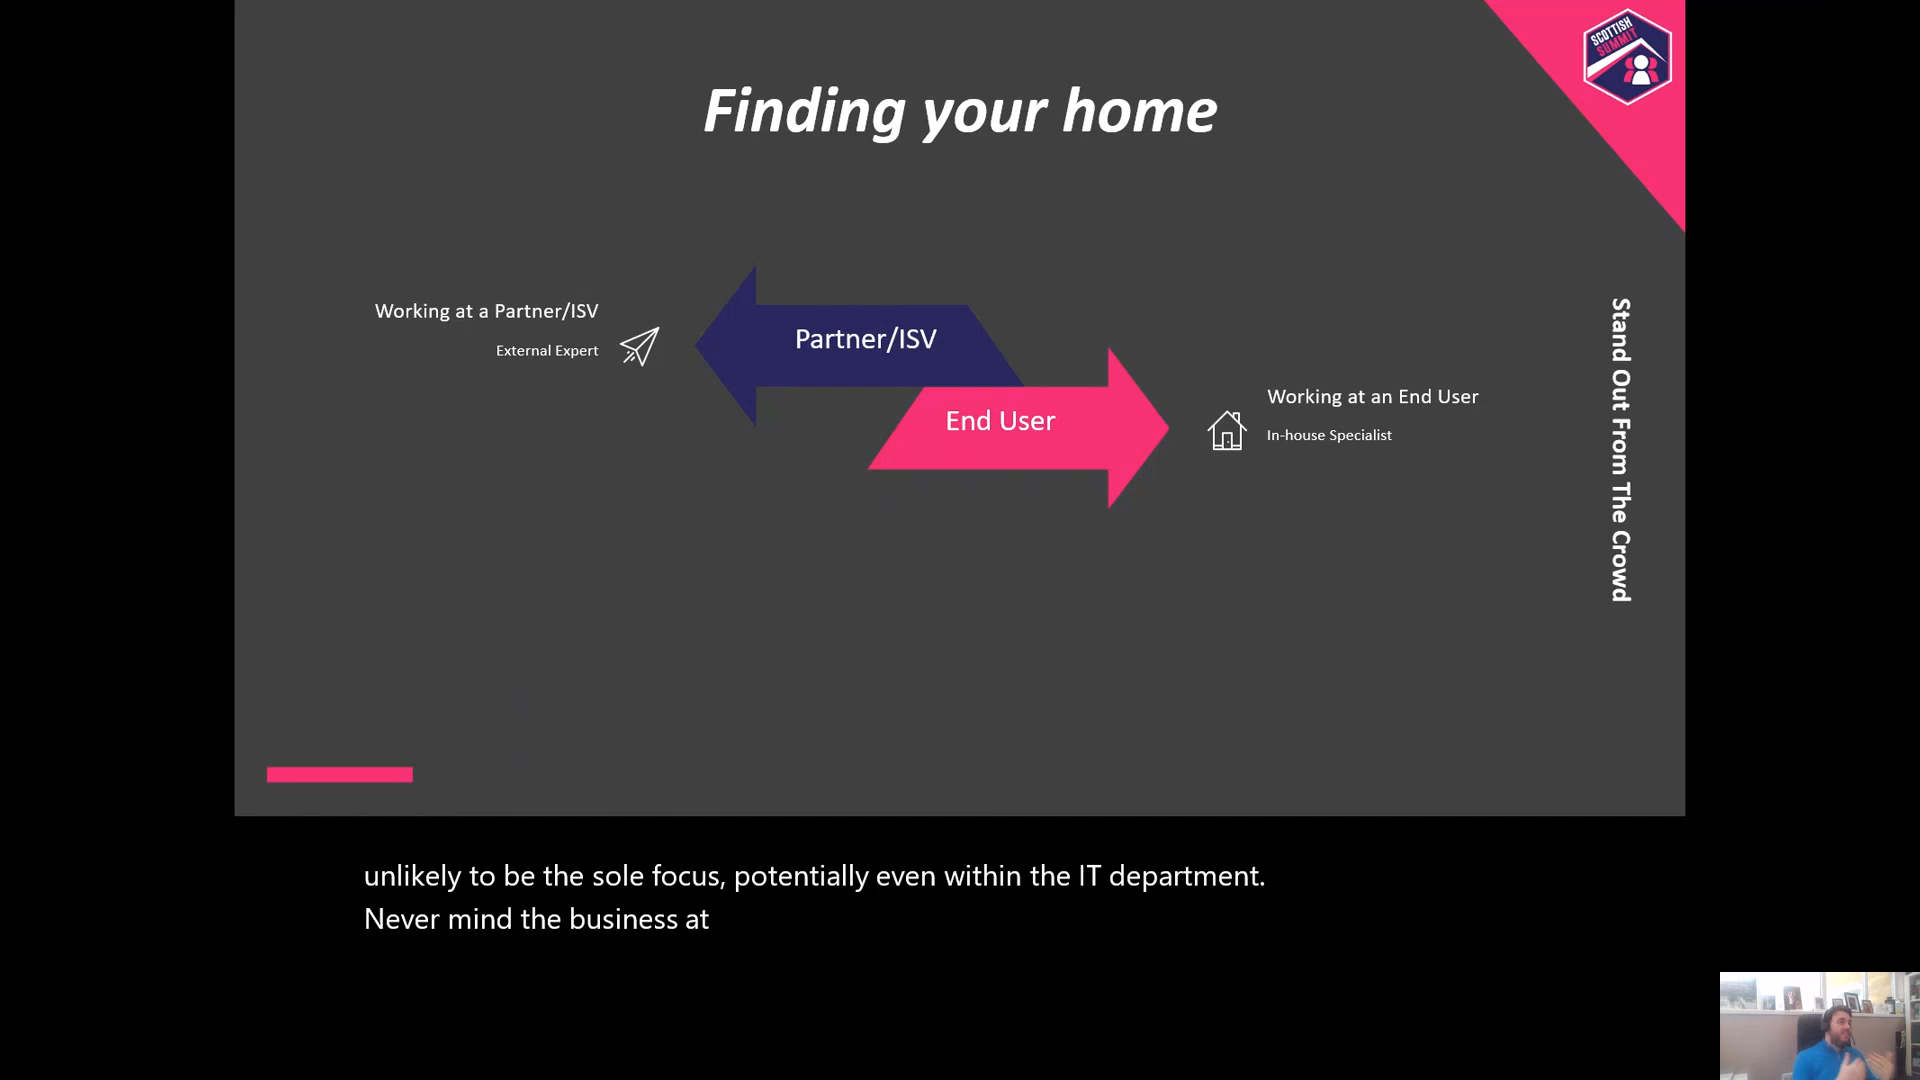 SCOTTISH
SUMMIT
Finding your home
Working at a Partner/ISV
External Expert
Partner/ISV
End User
Working at an End User
In-house Specialist
Stand Out From The Crowd
unlikely to be the sole focus, potentially even within the IT department.
Never mind the business at